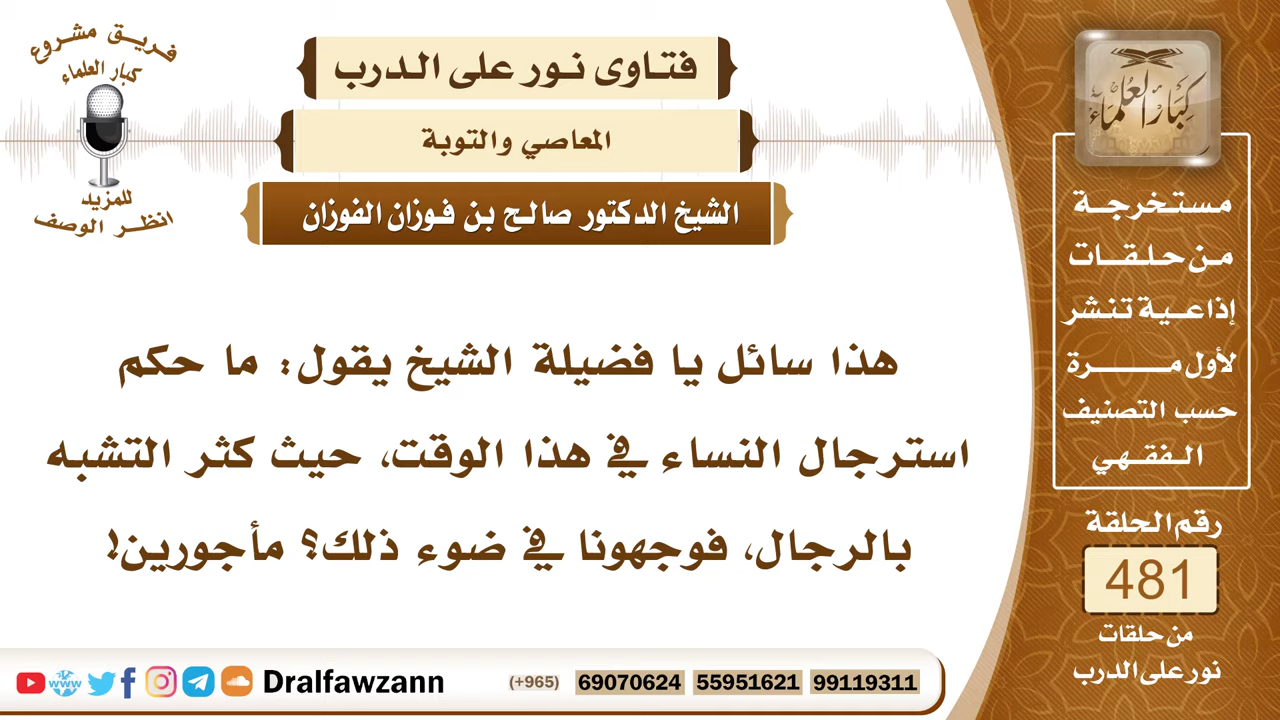 فريق مشروع
كبار العلماء
للمزيد
انظر الوصف
فتاوى نور على الدرب
المعاصي والتوبة
الشيخ الدكتور صالح بن فوزان الفوزان
هذا سائل يا فضيلة الشيخ يقول: ما حكم
استرجال النساء في هذا الوقت، حيث كثر التشبه
بالرجال، فوجهونا في ضوء ذلك؟ مأجورين!
كبار العلماء
مستخرجة
من حلقات
إذاعية تنشر
لأول مرة
حسب التصنيف
الفقهي
رقم الحلقة
481
من حلقات
نور على الدرب
www
Dralfawzann (+965) 69070624 55951621 99119311